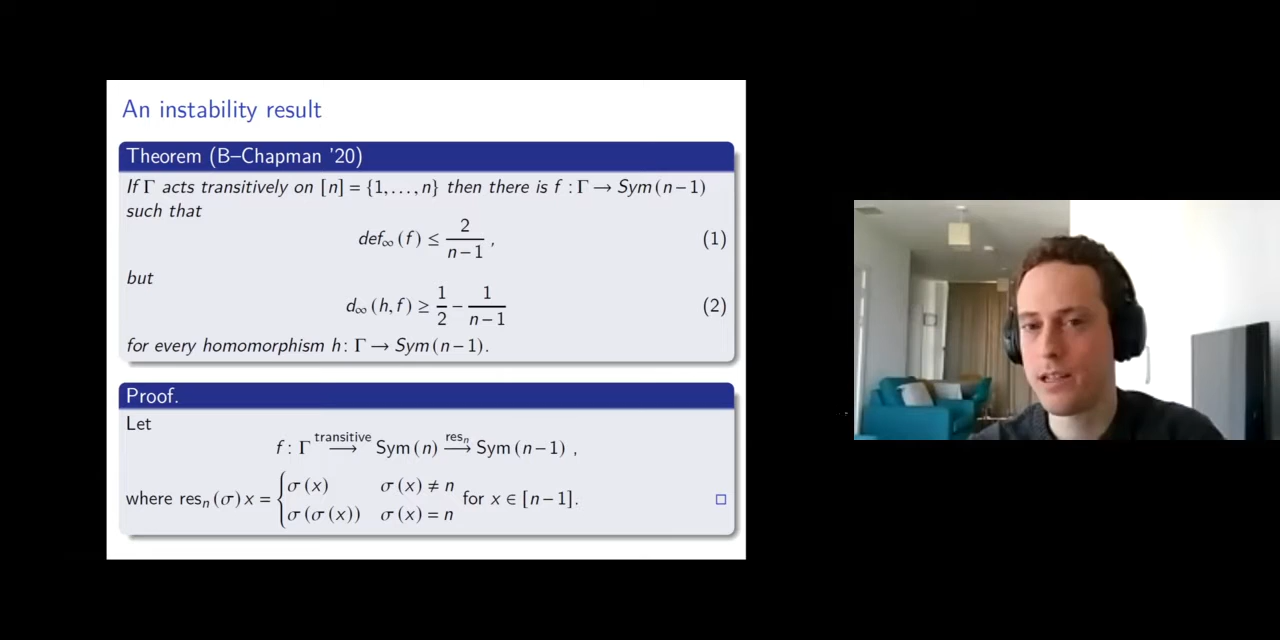 An instability result
Theorem (B–Chapman '20)
If Γ acts transitively on [n] = {1,...,n} then there is f : Γ → Sym(n−1)
such that
def∞(f) ≤ 2/(n−1) , (1)
but
d∞(h,f) ≥ 1/2 − 1/(n−1) (2)
for every homomorphism h: Γ → Sym(n−1).
Proof.
Let
f: Γ —transitive→ Sym(n) —resₙ→ Sym(n−1) ,
where resₙ(σ)x = { σ(x) σ(x) ≠ n
σ(σ(x)) σ(x) = n for x ∈ [n−1]. □